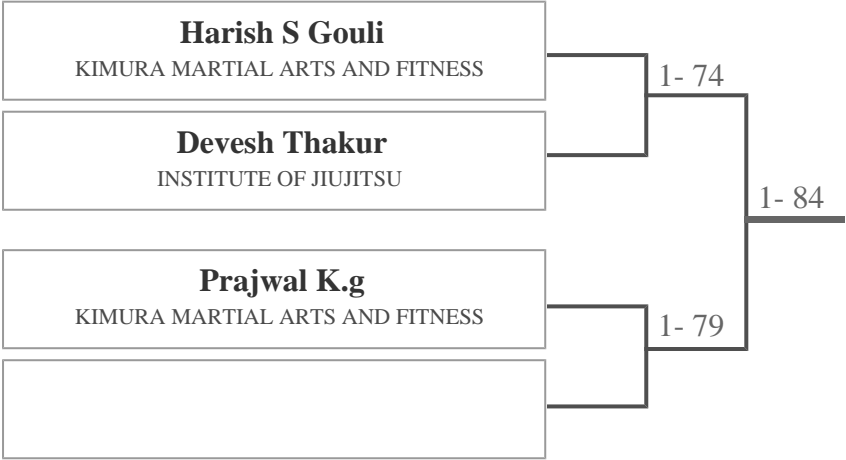 Harish S Gouli
KIMURA MARTIAL ARTS AND FITNESS
1- 74
Devesh Thakur
INSTITUTE OF JIUJITSU
1- 84
Prajwal K.g
KIMURA MARTIAL ARTS AND FITNESS
1- 79